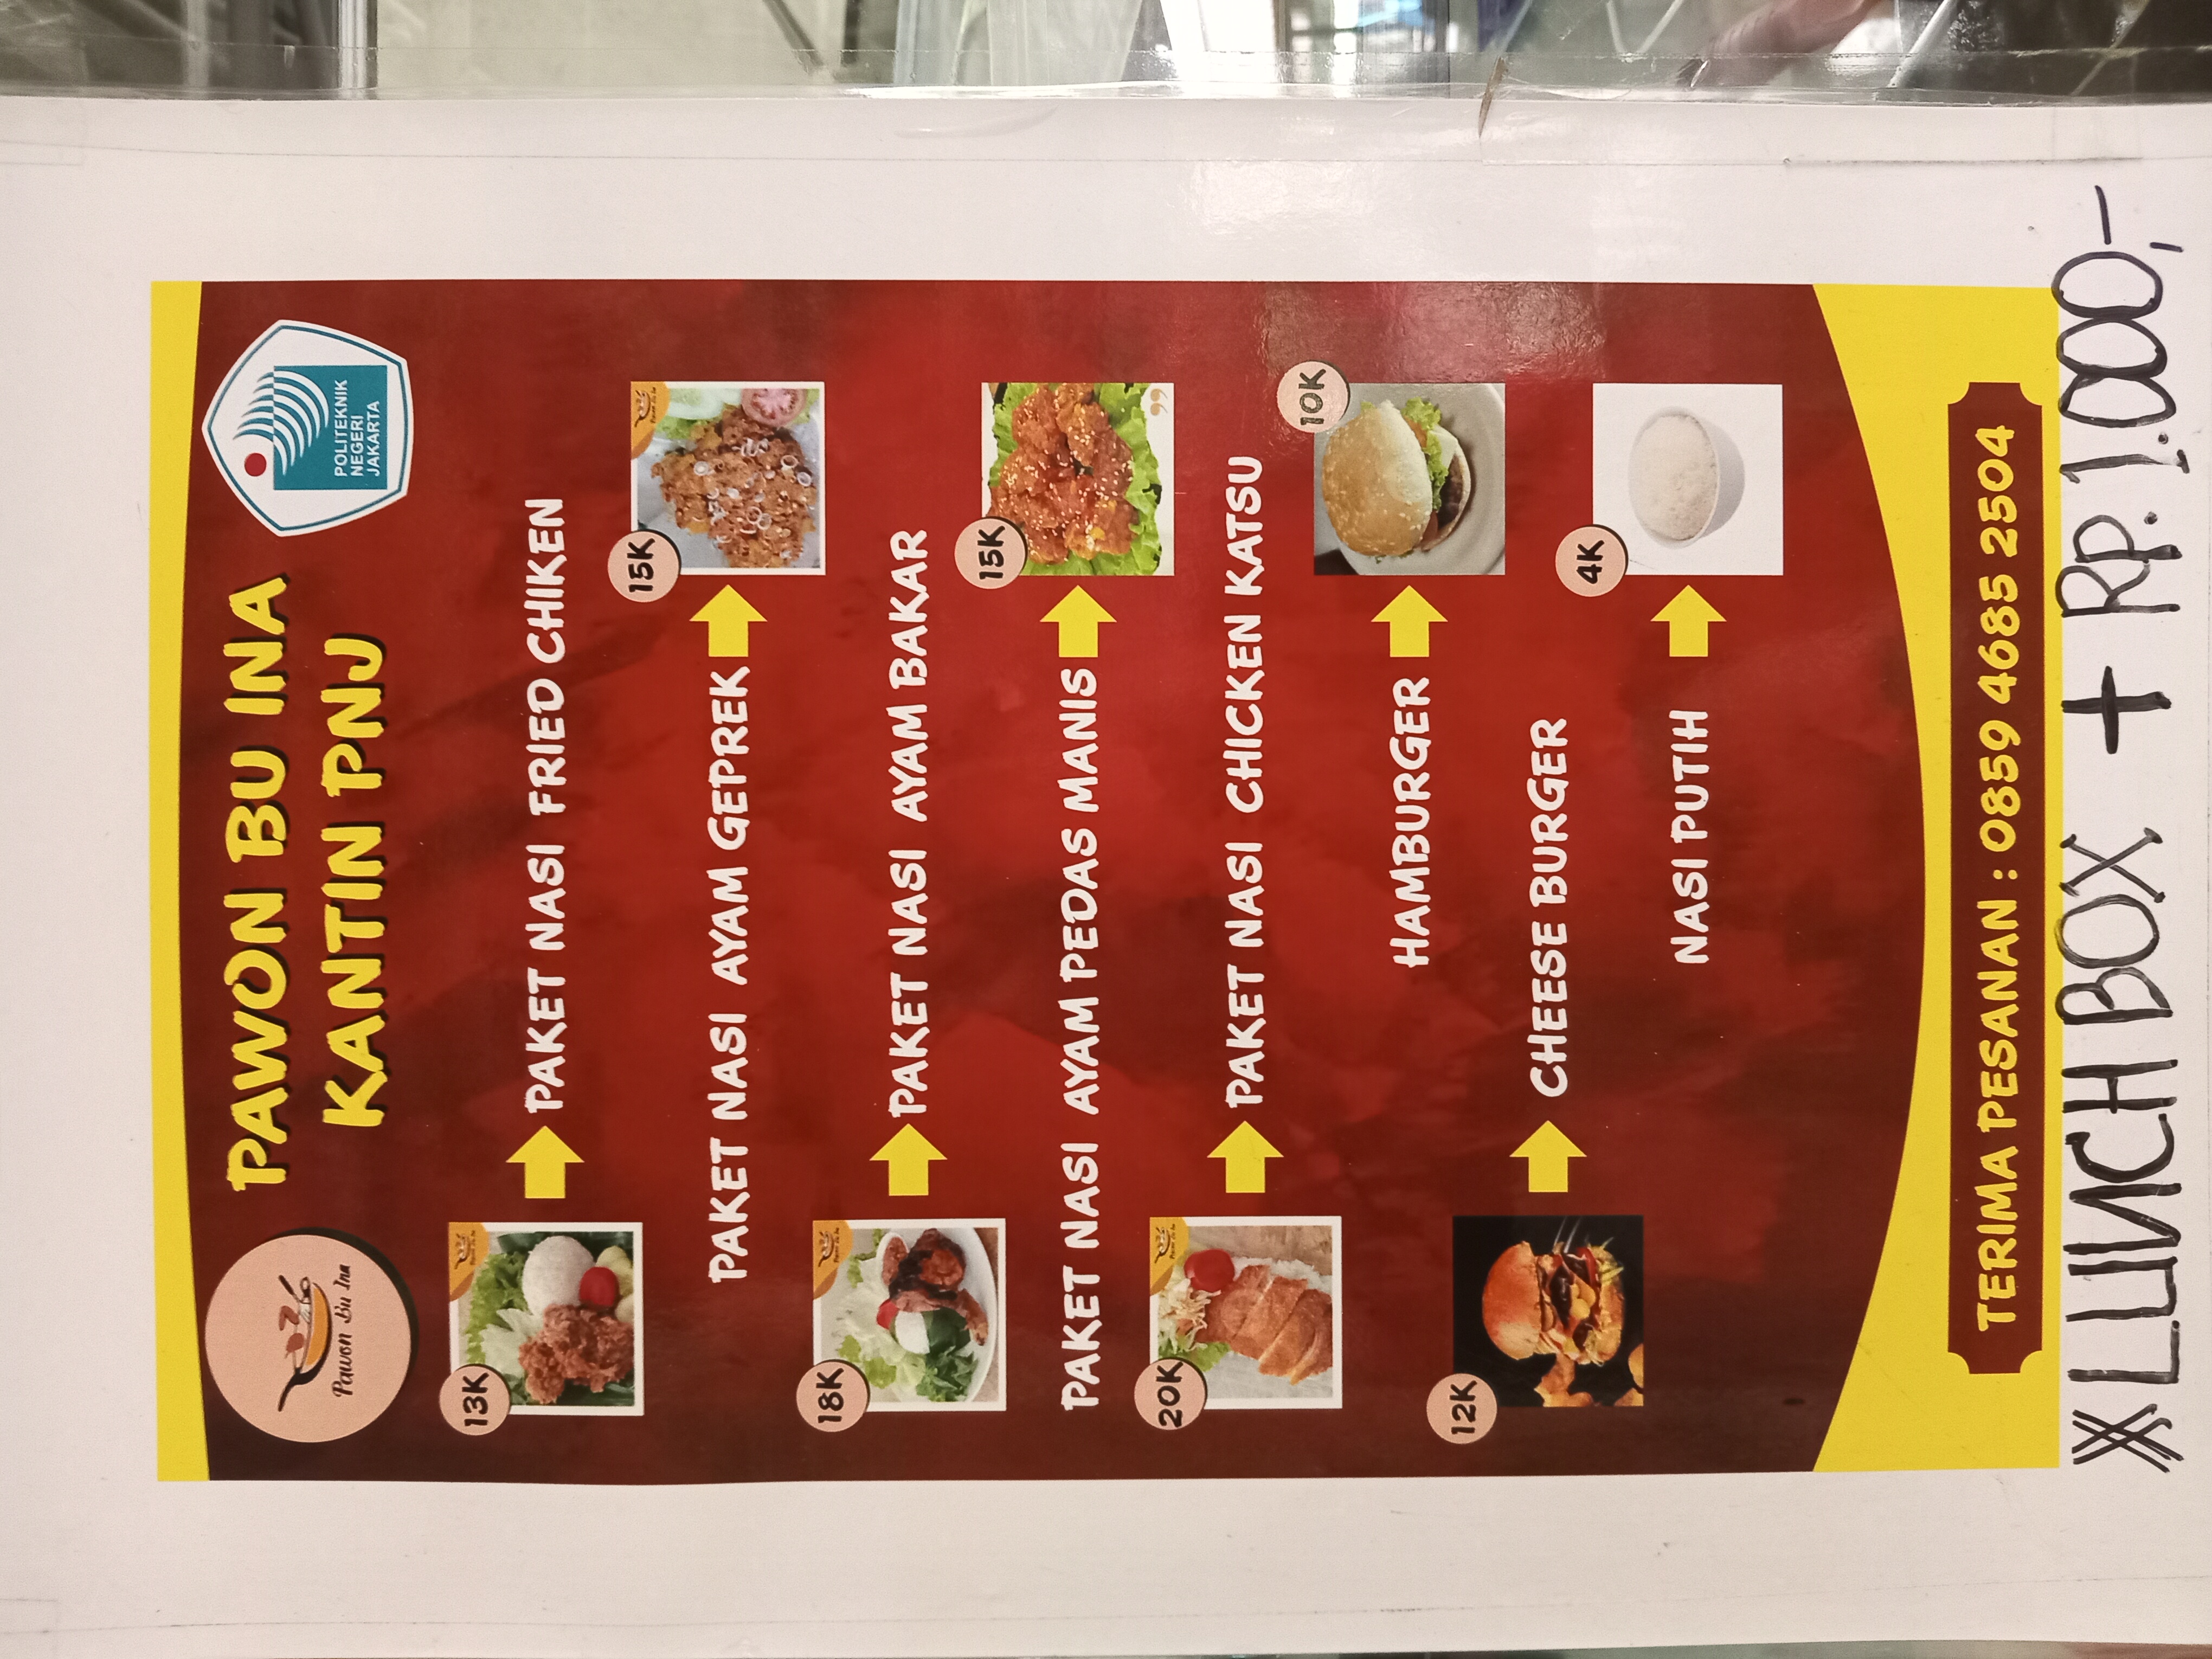 Pawon Bu Ina
PAWON BU INA
KANTIN PNJ
POLITEKNIK
NEGERI
JAKARTA
13K
PAKET NASI FRIED CHIKEN
15K
PAKET NASI AYAM GEPREK
18K
PAKET NASI AYAM BAKAR
15K
PAKET NASI AYAM PEDAS MANIS
20K
PAKET NASI CHICKEN KATSU
10K
HAMBURGER
12K
CHEESE BURGER
4K
NASI PUTIH
TERIMA PESANAN : 0859 4685 2504
LUNCH BOX + RP. 1.000,-